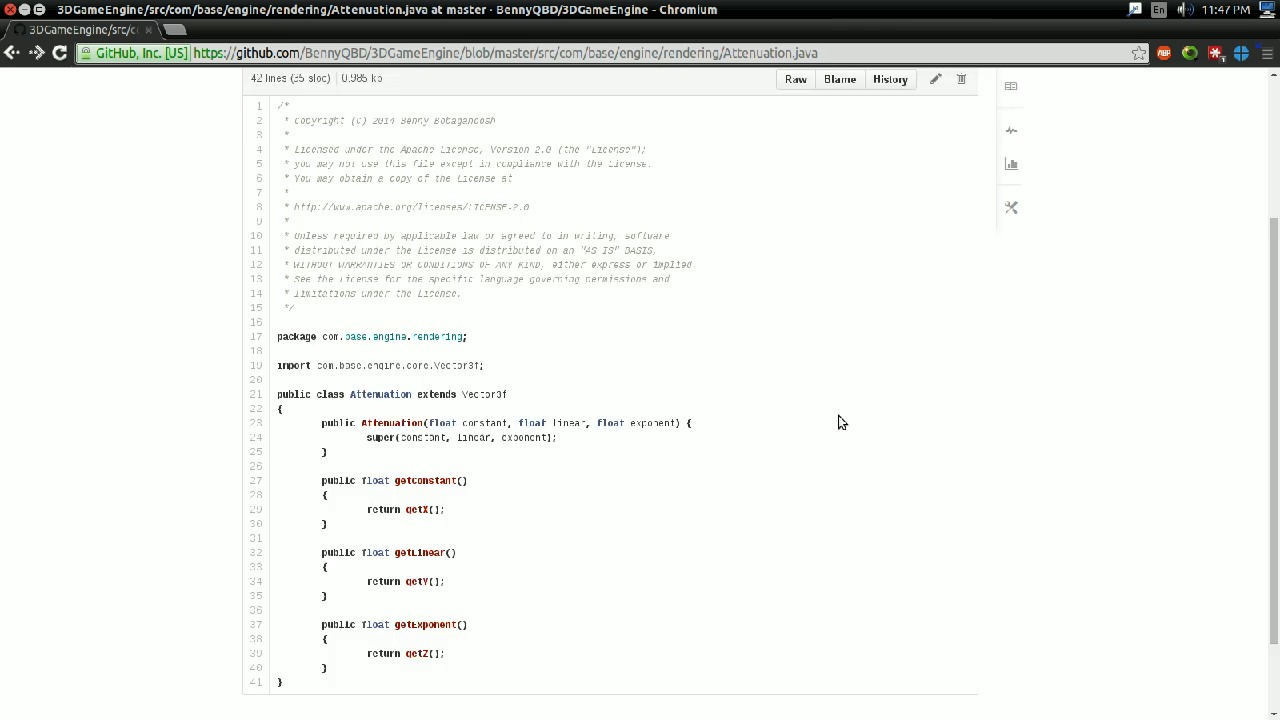 3DGameEngine/src/com/base/engine/rendering/Attenuation.java at master - BennyQBD/3DGameEngine - Chromium
En 11:47 PM
3DGameEngine/src/c
GitHub, Inc. [US] https://github.com/BennyQBD/3DGameEngine/blob/master/src/com/base/engine/rendering/Attenuation.java
ABP
42 lines (35 sloc) 0.985 kb Raw Blame History
1 /*
2 * Copyright (C) 2014 Benny Bobaganoosh
3 *
4 * Licensed under the Apache License, Version 2.0 (the "License");
5 * you may not use this file except in compliance with the License.
6 * You may obtain a copy of the License at
7 *
8 * http://www.apache.org/licenses/LICENSE-2.0
9 *
10 * Unless required by applicable law or agreed to in writing, software
11 * distributed under the License is distributed on an "AS IS" BASIS,
12 * WITHOUT WARRANTIES OR CONDITIONS OF ANY KIND, either express or implied.
13 * See the License for the specific language governing permissions and
14 * limitations under the License.
15 */
16
17 package com.base.engine.rendering;
18
19 import com.base.engine.core.Vector3f;
20
21 public class Attenuation extends Vector3f
22 {
23 public Attenuation(float constant, float linear, float exponent) {
24 super(constant, linear, exponent);
25 }
26
27 public float getConstant()
28 {
29 return getX();
30 }
31
32 public float getLinear()
33 {
34 return getY();
35 }
36
37 public float getExponent()
38 {
39 return getZ();
40 }
41 }